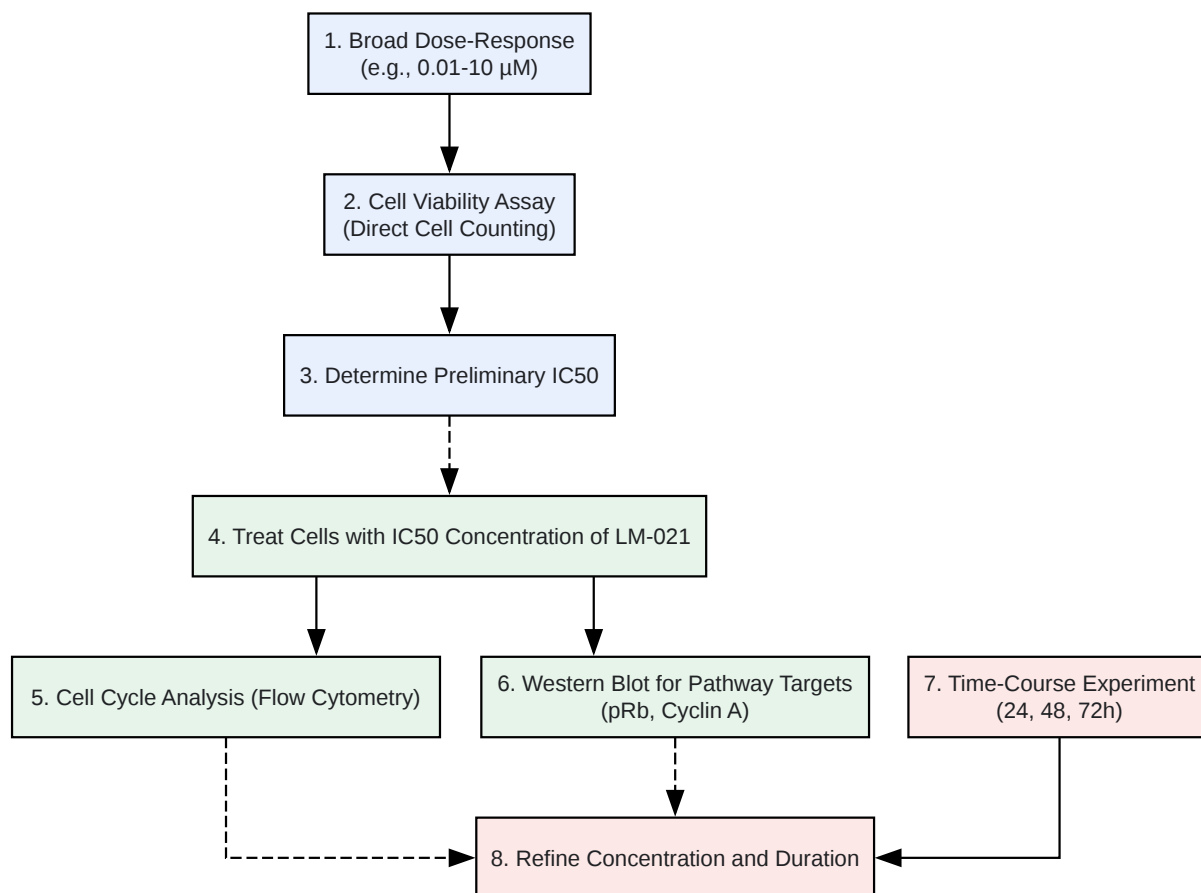 1. Broad Dose-Response
(e.g., 0.01-10 µM)
2. Cell Viability Assay
(Direct Cell Counting)
3. Determine Preliminary IC50
4. Treat Cells with IC50 Concentration of LM-021
5. Cell Cycle Analysis (Flow Cytometry)
6. Western Blot for Pathway Targets
(pRb, Cyclin A)
7. Time-Course Experiment
(24, 48, 72h)
8. Refine Concentration and Duration